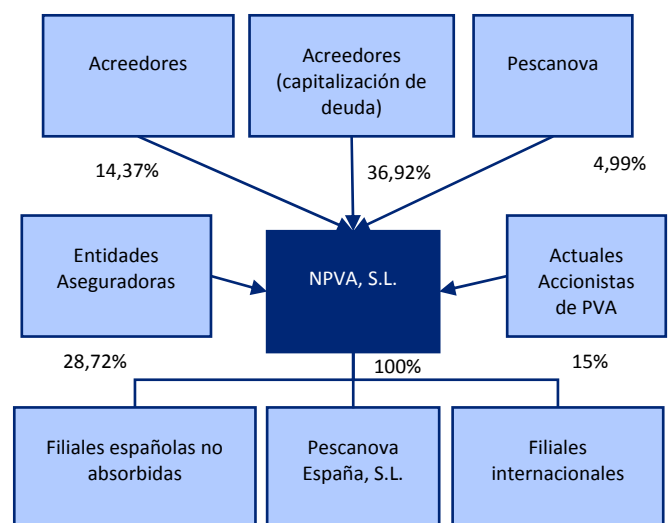 Acreedores
Acreedores
(capitalización de
deuda)
Pescanova
14,37%
36,92%
4,99%
Entidades
Aseguradoras
NPVA, S.L.
Actuales
Accionistas
de PVA
28,72%
100%
15%
Filiales españolas no
absorbidas
Pescanova
España, S.L.
Filiales
internacionales